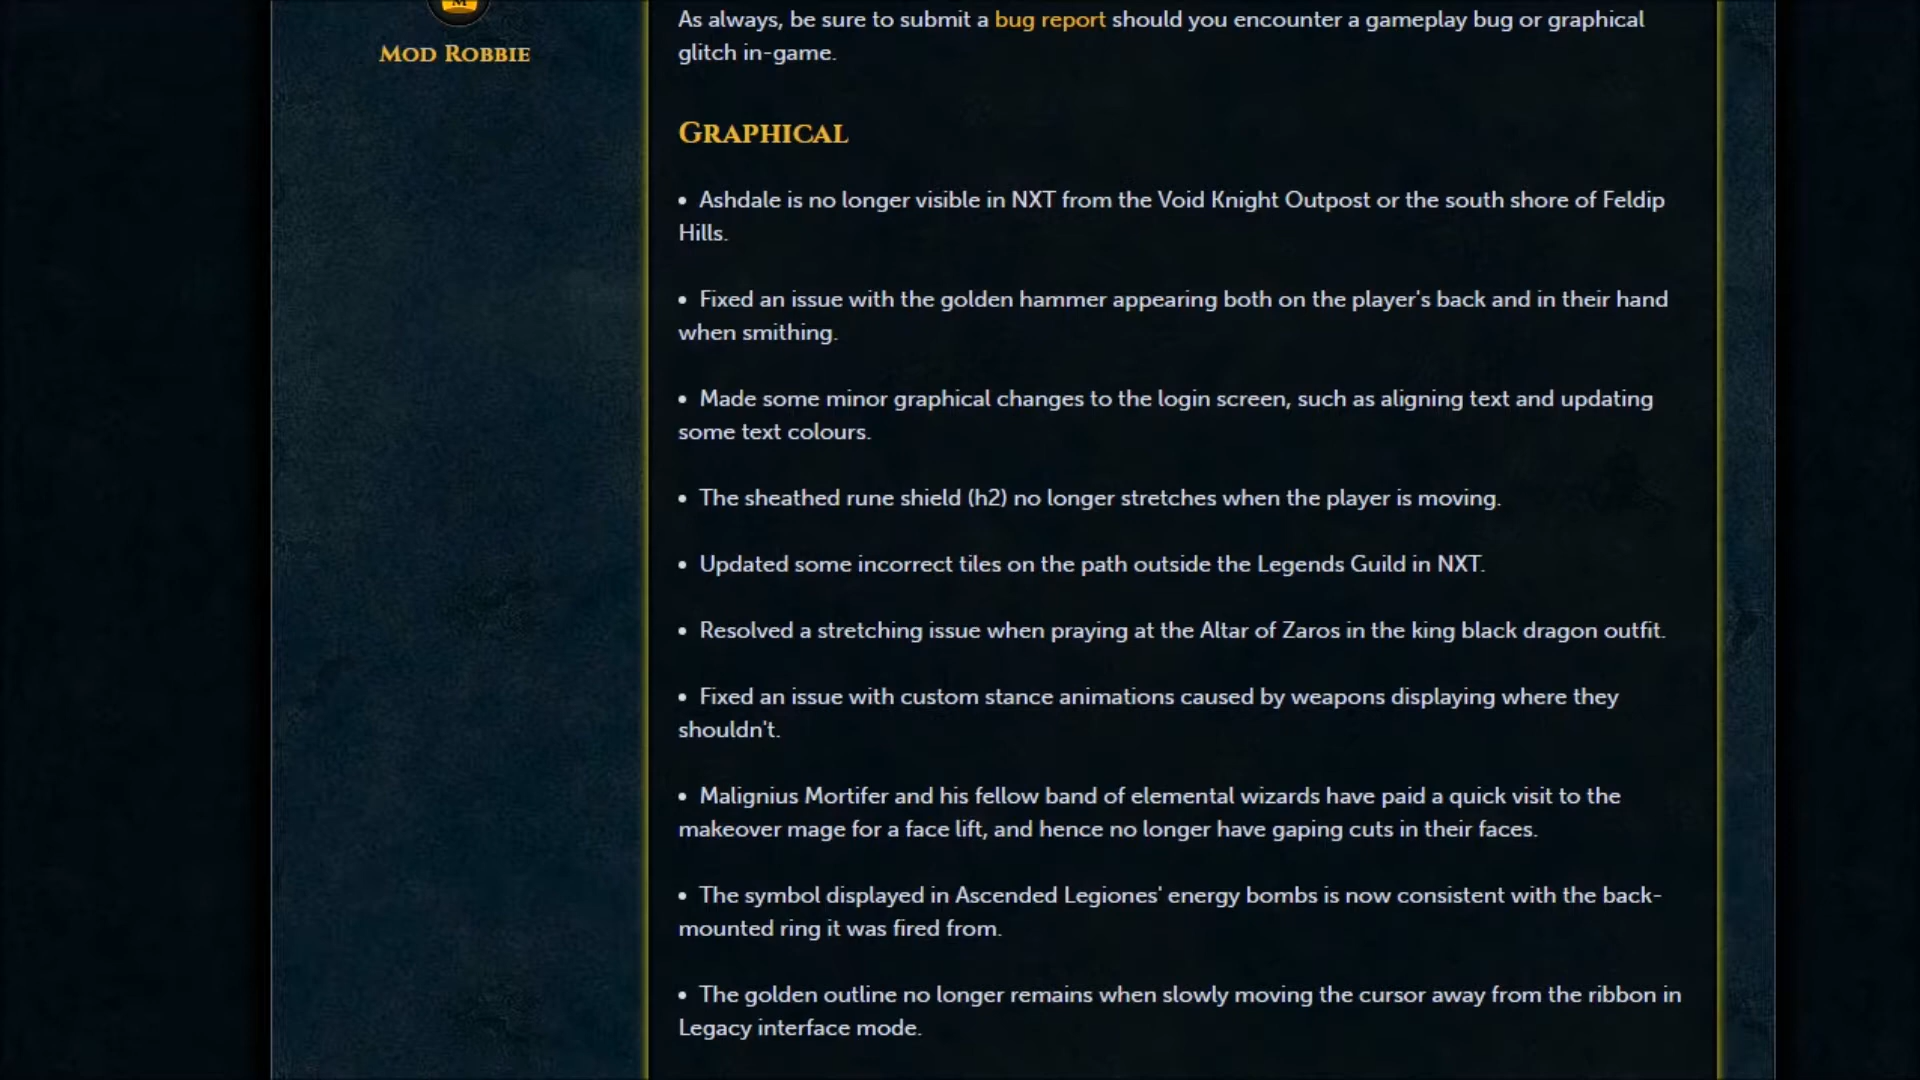 MOD ROBBIE
As always, be sure to submit a bug report should you encounter a gameplay bug or graphical
glitch in-game.
GRAPHICAL
• Ashdale is no longer visible in NXT from the Void Knight Outpost or the south shore of Feldip
Hills.
• Fixed an issue with the golden hammer appearing both on the player's back and in their hand
when smithing.
• Made some minor graphical changes to the login screen, such as aligning text and updating
some text colours.
• The sheathed rune shield (h2) no longer stretches when the player is moving.
• Updated some incorrect tiles on the path outside the Legends Guild in NXT.
• Resolved a stretching issue when praying at the Altar of Zaros in the king black dragon outfit.
• Fixed an issue with custom stance animations caused by weapons displaying where they
shouldn't.
• Malignius Mortifer and his fellow band of elemental wizards have paid a quick visit to the
makeover mage for a face lift, and hence no longer have gaping cuts in their faces.
• The symbol displayed in Ascended Legiones' energy bombs is now consistent with the back-
mounted ring it was fired from.
• The golden outline no longer remains when slowly moving the cursor away from the ribbon in
Legacy interface mode.